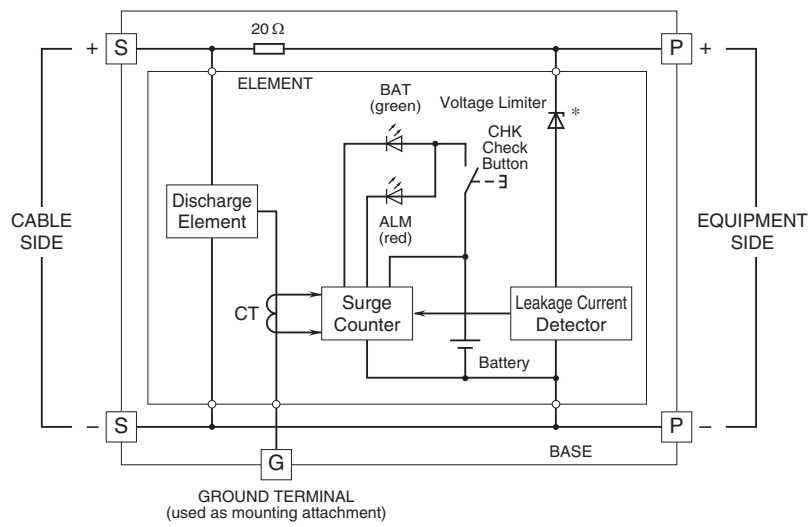 20 Ω
+ S P +
ELEMENT
BAT
(green)
Voltage Limiter *
CHK
Check
Button
Discharge
Element
ALM
(red)
CABLE
SIDE
EQUIPMENT
SIDE
CT
Surge
Counter
Leakage Current
Detector
Battery
– S P –
BASE
G
GROUND TERMINAL
(used as mounting attachment)